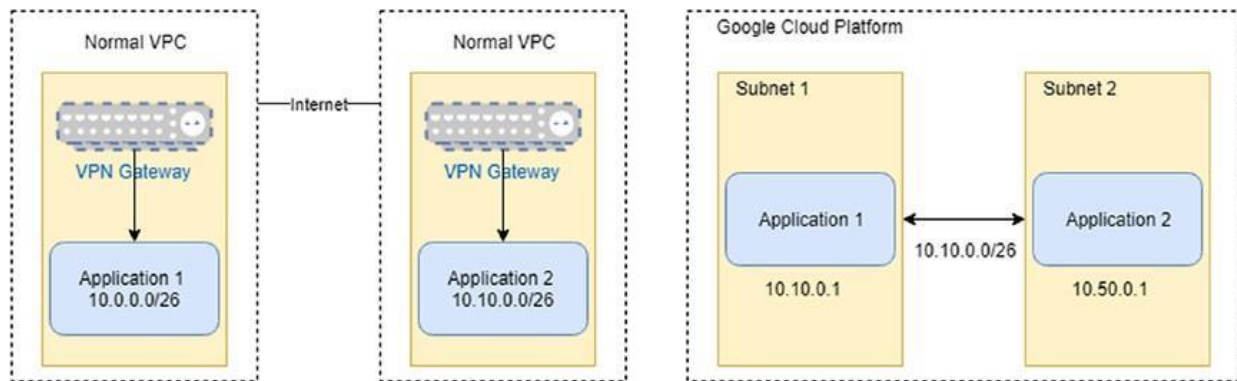 Normal VPC
VPN Gateway
Application 1
10.0.0.0/26
Internet
Normal VPC
VPN Gateway
Application 2
10.10.0.0/26
Google Cloud Platform
Subnet 1
Application 1
10.10.0.1
10.10.0.0/26
Subnet 2
Application 2
10.50.0.1